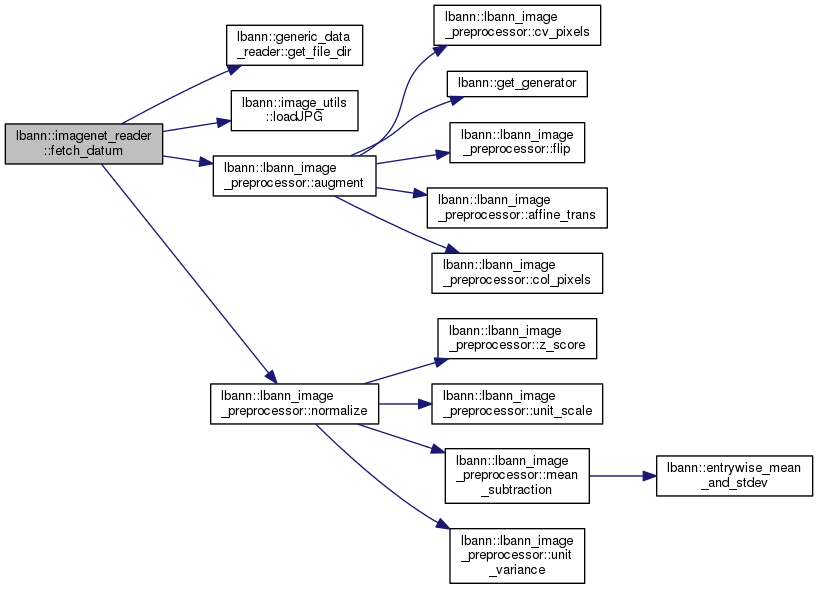 lbann::imagenet_reader
::fetch_datum
lbann::generic_data
_reader::get_file_dir
lbann::image_utils
::loadJPG
lbann::lbann_image
_preprocessor::augment
lbann::lbann_image
_preprocessor::normalize
lbann::lbann_image
_preprocessor::cv_pixels
lbann::get_generator
lbann::lbann_image
_preprocessor::flip
lbann::lbann_image
_preprocessor::affine_trans
lbann::lbann_image
_preprocessor::col_pixels
lbann::lbann_image
_preprocessor::z_score
lbann::lbann_image
_preprocessor::unit_scale
lbann::lbann_image
_preprocessor::mean
_subtraction
lbann::lbann_image
_preprocessor::unit
_variance
lbann::entrywise_mean
_and_stdev